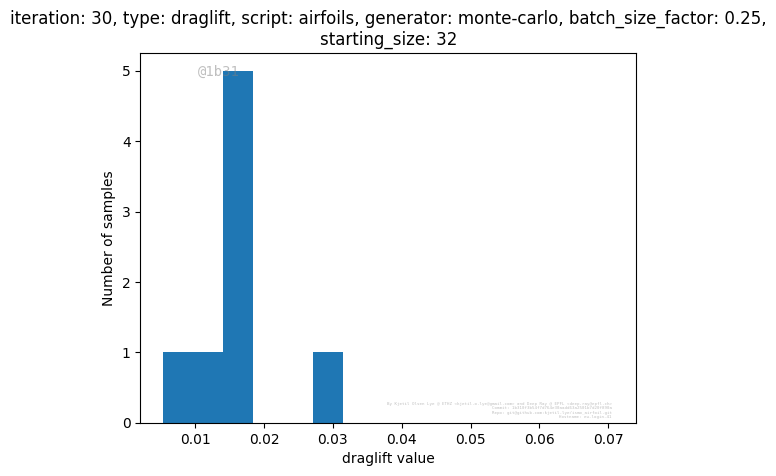 iteration: 30, type: draglift, script: airfoils, generator: monte-carlo, batch_size_factor: 0.25,
starting_size: 32
@1b31
5
4
3
2
1
0
Number of samples
0.01 0.02 0.03 0.04 0.05 0.06 0.07
draglift value